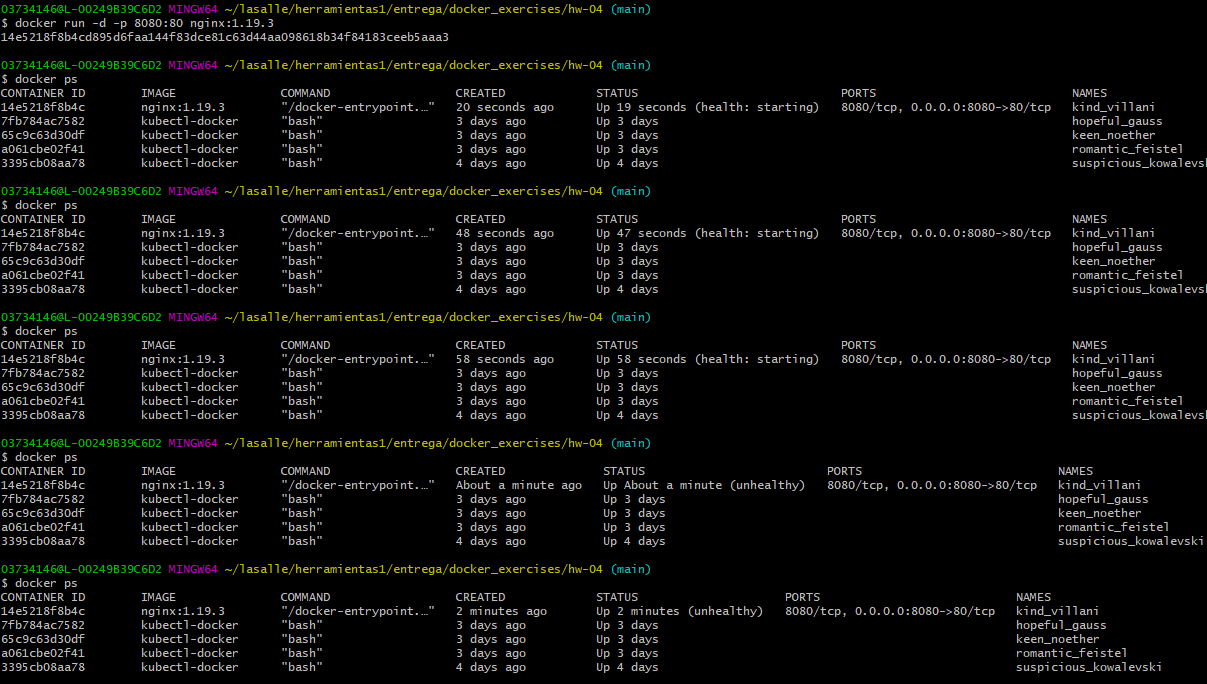 03734146@L-00249B39C6D2 MINGW64 ~/lasalle/herramientas1/entrega/docker_exercises/hw-04 (main)
$ docker run -d -p 8080:80 nginx:1.19.3
14e5218f8b4cd895d6faa144f83dce81c63d44aa098618b34f84183ceeb5aaa3
03734146@L-00249B39C6D2 MINGW64 ~/lasalle/herramientas1/entrega/docker_exercises/hw-04 (main)
$ docker ps
CONTAINER ID IMAGE COMMAND CREATED STATUS PORTS NAMES
14e5218f8b4c nginx:1.19.3 "/docker-entrypoint.…" 20 seconds ago Up 19 seconds (health: starting) 8080/tcp, 0.0.0.0:8080->80/tcp kind_villani
7fb784ac7582 kubectl-docker "bash" 3 days ago Up 3 days hopeful_gauss
65c9c63d30df kubectl-docker "bash" 3 days ago Up 3 days keen_noether
a061cbe02f41 kubectl-docker "bash" 3 days ago Up 3 days romantic_feistel
3395cb08aa78 kubectl-docker "bash" 4 days ago Up 4 days suspicious_kowalevs
03734146@L-00249B39C6D2 MINGW64 ~/lasalle/herramientas1/entrega/docker_exercises/hw-04 (main)
$ docker ps
CONTAINER ID IMAGE COMMAND CREATED STATUS PORTS NAMES
14e5218f8b4c nginx:1.19.3 "/docker-entrypoint.…" 48 seconds ago Up 47 seconds (health: starting) 8080/tcp, 0.0.0.0:8080->80/tcp kind_villani
7fb784ac7582 kubectl-docker "bash" 3 days ago Up 3 days hopeful_gauss
65c9c63d30df kubectl-docker "bash" 3 days ago Up 3 days keen_noether
a061cbe02f41 kubectl-docker "bash" 3 days ago Up 3 days romantic_feistel
3395cb08aa78 kubectl-docker "bash" 4 days ago Up 4 days suspicious_kowalevs
03734146@L-00249B39C6D2 MINGW64 ~/lasalle/herramientas1/entrega/docker_exercises/hw-04 (main)
$ docker ps
CONTAINER ID IMAGE COMMAND CREATED STATUS PORTS NAMES
14e5218f8b4c nginx:1.19.3 "/docker-entrypoint.…" 58 seconds ago Up 58 seconds (health: starting) 8080/tcp, 0.0.0.0:8080->80/tcp kind_villani
7fb784ac7582 kubectl-docker "bash" 3 days ago Up 3 days hopeful_gauss
65c9c63d30df kubectl-docker "bash" 3 days ago Up 3 days keen_noether
a061cbe02f41 kubectl-docker "bash" 3 days ago Up 3 days romantic_feistel
3395cb08aa78 kubectl-docker "bash" 4 days ago Up 4 days suspicious_kowalevs
03734146@L-00249B39C6D2 MINGW64 ~/lasalle/herramientas1/entrega/docker_exercises/hw-04 (main)
$ docker ps
CONTAINER ID IMAGE COMMAND CREATED STATUS PORTS NAMES
14e5218f8b4c nginx:1.19.3 "/docker-entrypoint.…" About a minute ago Up About a minute (unhealthy) 8080/tcp, 0.0.0.0:8080->80/tcp kind_villani
7fb784ac7582 kubectl-docker "bash" 3 days ago Up 3 days hopeful_gauss
65c9c63d30df kubectl-docker "bash" 3 days ago Up 3 days keen_noether
a061cbe02f41 kubectl-docker "bash" 3 days ago Up 3 days romantic_feistel
3395cb08aa78 kubectl-docker "bash" 4 days ago Up 4 days suspicious_kowalevski
03734146@L-00249B39C6D2 MINGW64 ~/lasalle/herramientas1/entrega/docker_exercises/hw-04 (main)
$ docker ps
CONTAINER ID IMAGE COMMAND CREATED STATUS PORTS NAMES
14e5218f8b4c nginx:1.19.3 "/docker-entrypoint.…" 2 minutes ago Up 2 minutes (unhealthy) 8080/tcp, 0.0.0.0:8080->80/tcp kind_villani
7fb784ac7582 kubectl-docker "bash" 3 days ago Up 3 days hopeful_gauss
65c9c63d30df kubectl-docker "bash" 3 days ago Up 3 days keen_noether
a061cbe02f41 kubectl-docker "bash" 3 days ago Up 3 days romantic_feistel
3395cb08aa78 kubectl-docker "bash" 4 days ago Up 4 days suspicious_kowalevski